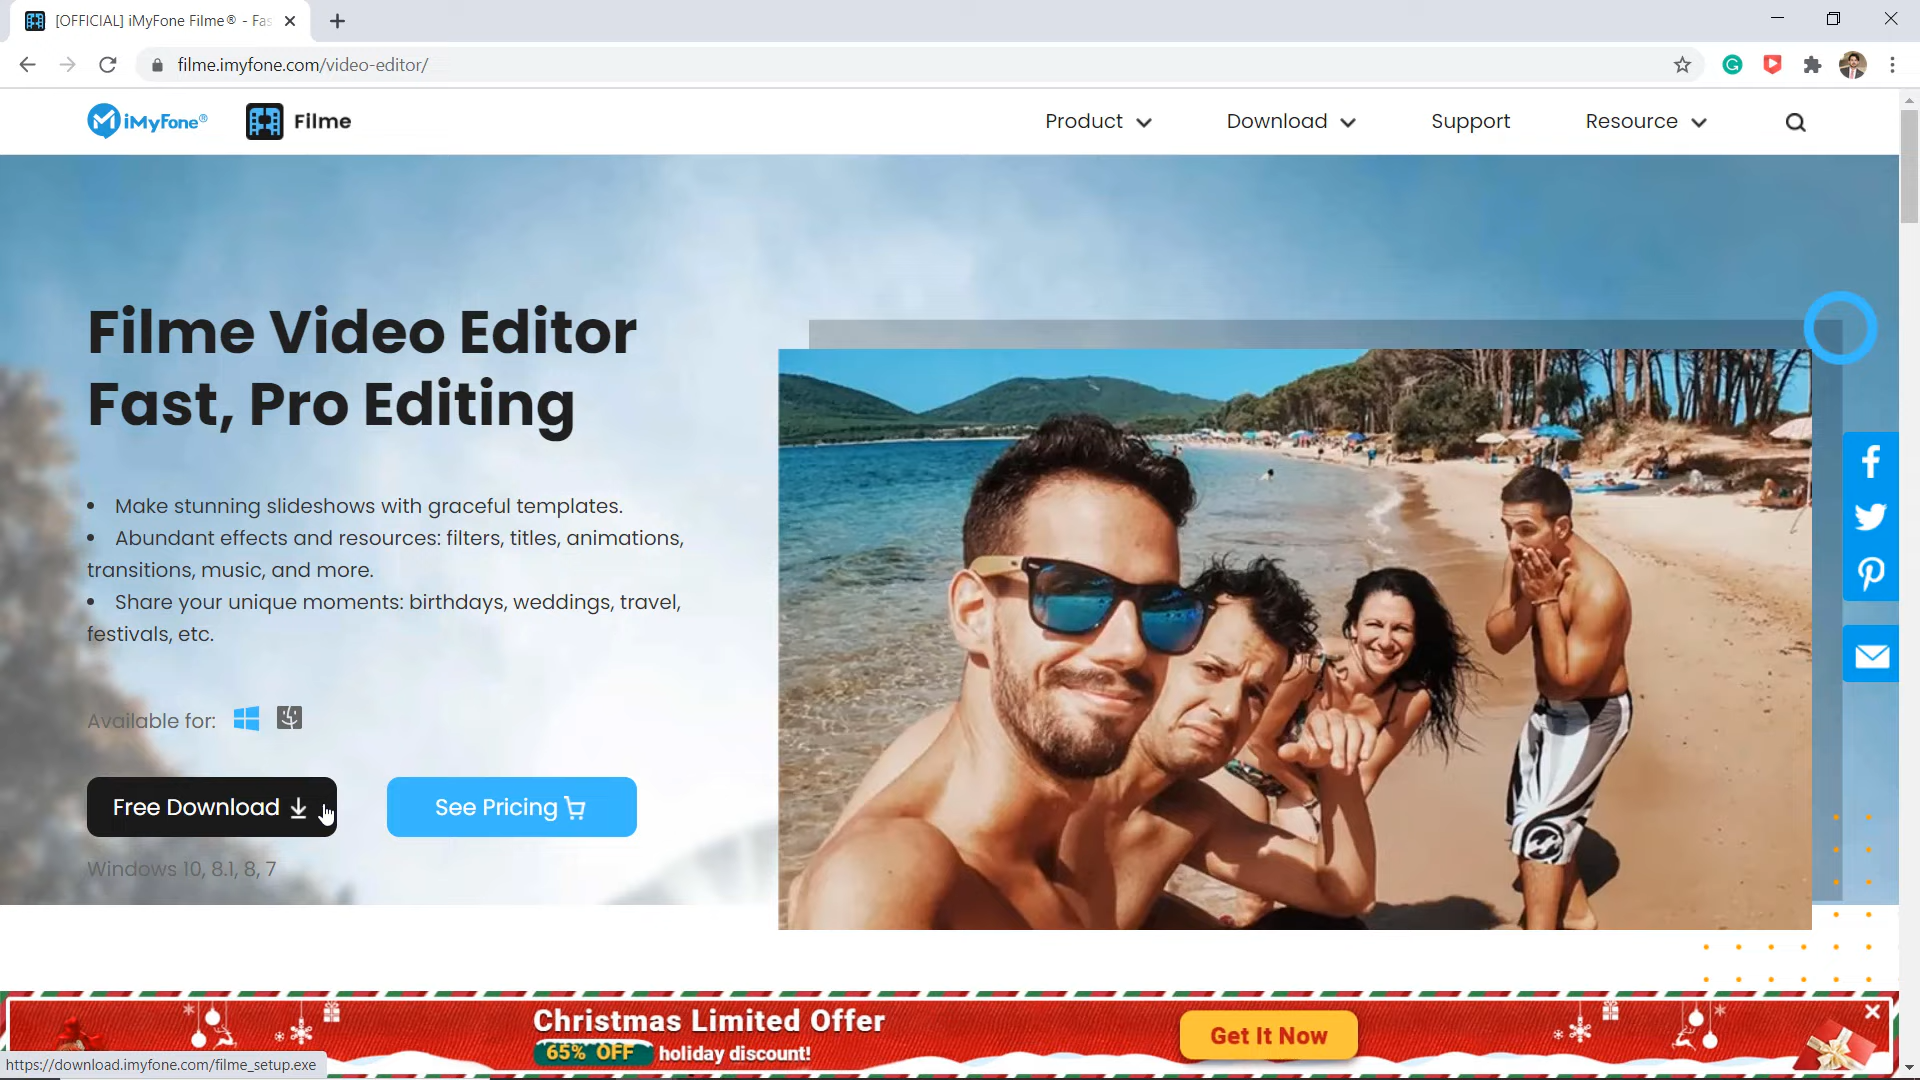 [OFFICIAL] iMyFone Filme® - Fas
filme.imyfone.com/video-editor/
iMyFone®
Filme
Product
Download
Support
Resource
Filme Video Editor
Fast, Pro Editing
• Make stunning slideshows with graceful templates.
• Abundant effects and resources: filters, titles, animations,
transitions, music, and more.
• Share your unique moments: birthdays, weddings, travel,
festivals, etc.
Available for:
Free Download
See Pricing
Windows 10, 8.1, 8, 7
Christmas Limited Offer
65% OFF holiday discount!
Get It Now
https://download.imyfone.com/filme_setup.exe